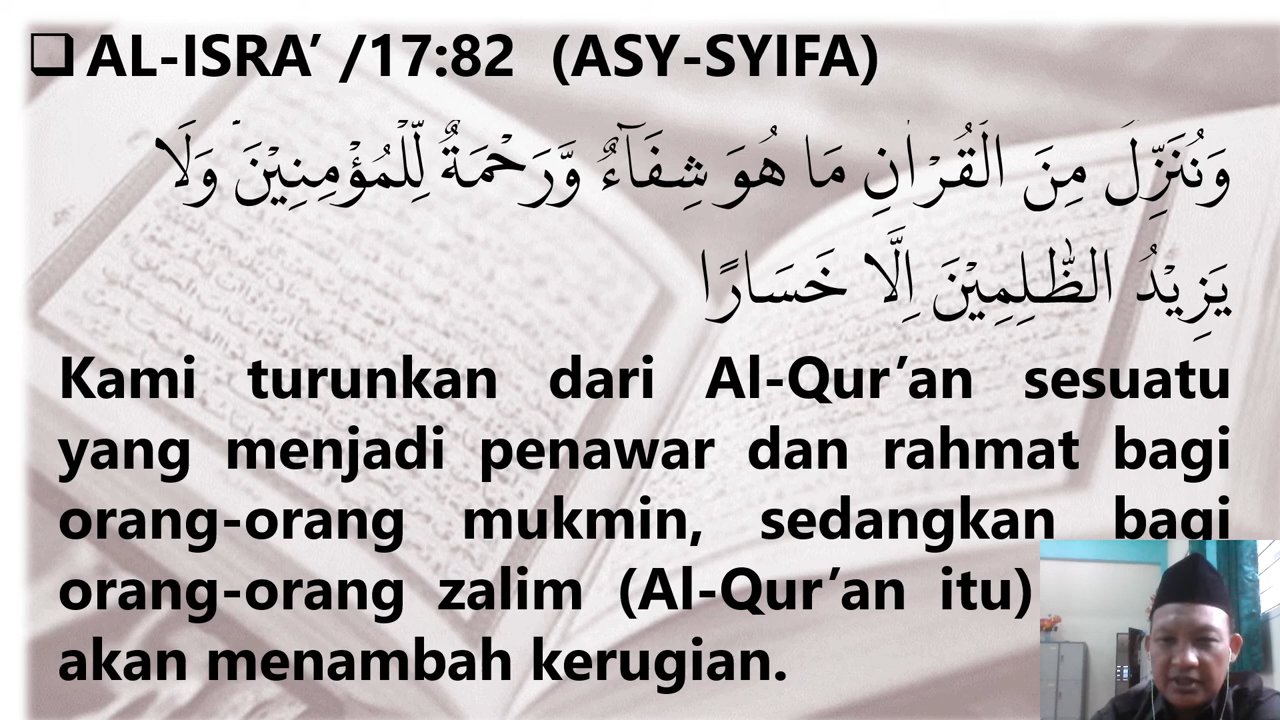 ❑ AL-ISRA’ /17:82 (ASY-SYIFA)
وَنُنَزِّلُ مِنَ الْقُرْاٰنِ مَا هُوَ شِفَاۤءٌ وَّرَحْمَةٌ لِّلْمُؤْمِنِيْنَۙ وَلَا
يَزِيْدُ الظّٰلِمِيْنَ اِلَّا خَسَارًا
Kami turunkan dari Al-Qur’an sesuatu
yang menjadi penawar dan rahmat bagi
orang-orang mukmin, sedangkan bagi
orang-orang zalim (Al-Qur’an itu)
akan menambah kerugian.